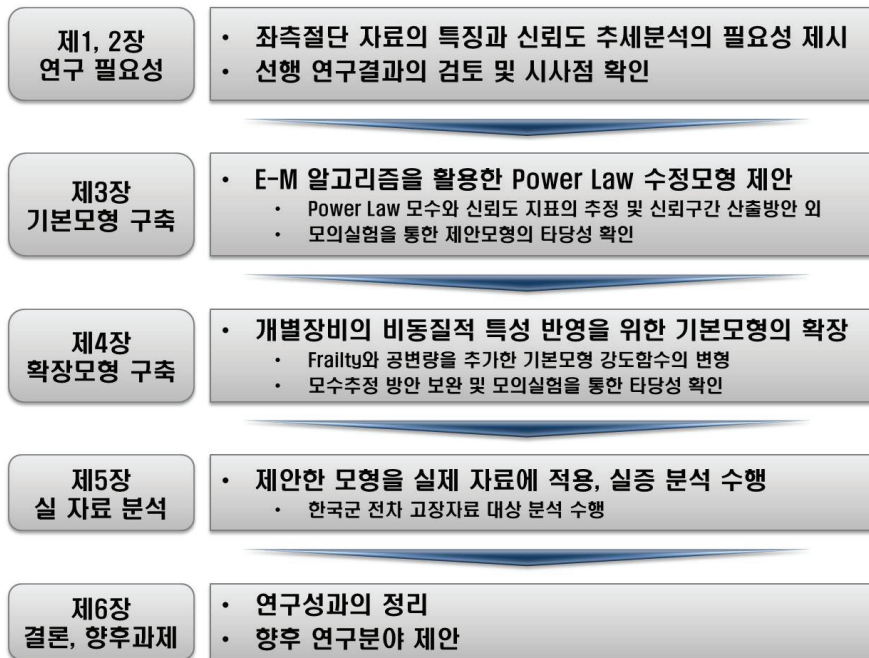 제1, 2장
연구 필요성
• 좌측절단 자료의 특징과 신뢰도 추세분석의 필요성 제시
• 선행 연구결과의 검토 및 시사점 확인
제3장
기본모형 구축
• E-M 알고리즘을 활용한 Power Law 수정모형 제안
• Power Law 모수와 신뢰도 지표의 추정 및 신뢰구간 산출방안 외
• 모의실험을 통한 제안모형의 타당성 확인
제4장
확장모형 구축
• 개별장비의 비동질적 특성 반영을 위한 기본모형의 확장
• Frailty와 공변량을 추가한 기본모형 강도함수의 변형
• 모수추정 방안 보완 및 모의실험을 통한 타당성 확인
제5장
실 자료 분석
• 제안한 모형을 실제 자료에 적용, 실증 분석 수행
• 한국군 전차 고장자료 대상 분석 수행
제6장
결론, 향후과제
• 연구성과의 정리
• 향후 연구분야 제안